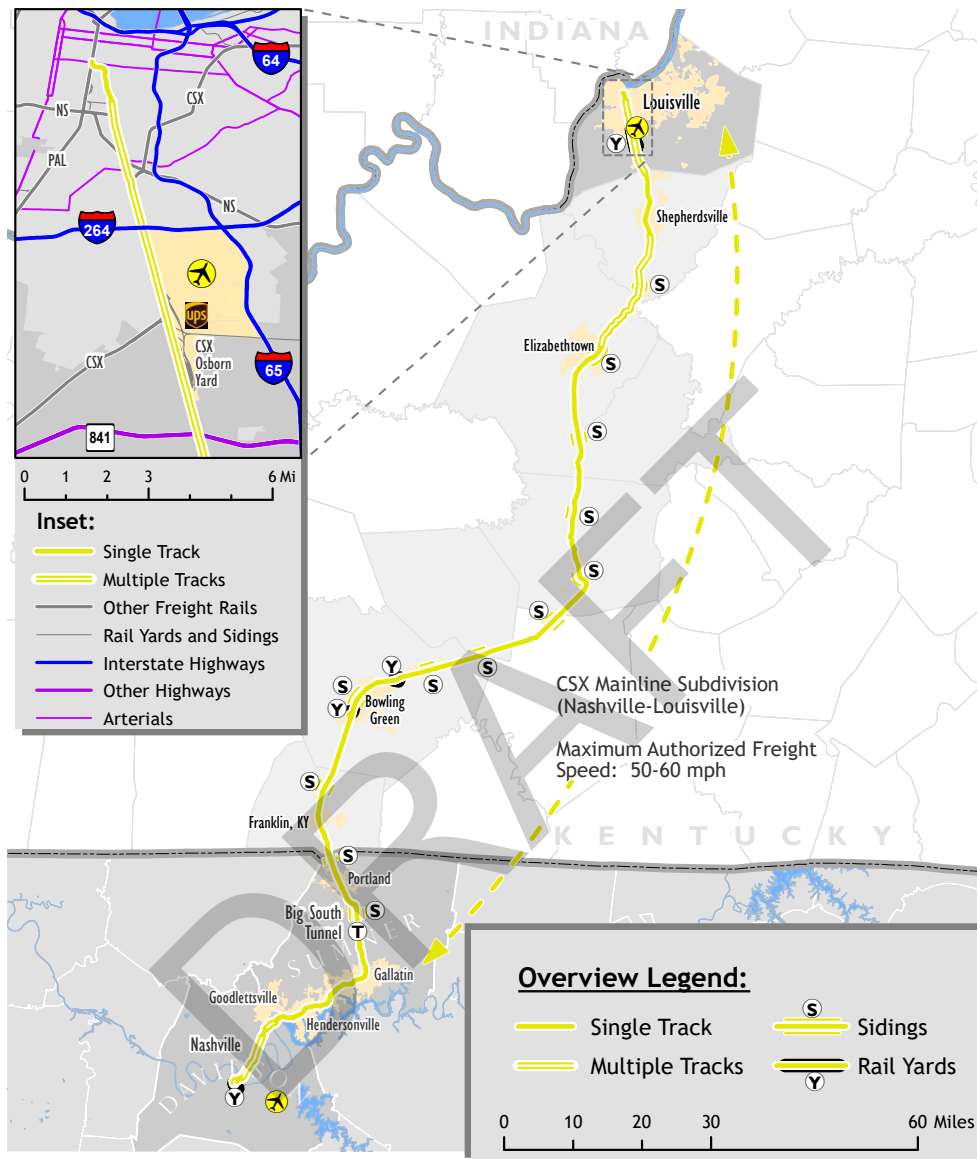 INDIANA
64
CSX
NS
PAL
NS
264
ups
CSX
Osborn
Yard
CSX
65
841
0 1 2 3 6 Mi
Inset:
Single Track
Multiple Tracks
Other Freight Rails
Rail Yards and Sidings
Interstate Highways
Other Highways
Arterials
Louisville
Y
Shepherdsville
S
Elizabethtown
S
S
S
S
S
S
Y
S
S
Bowling
Green
Y
CSX Mainline Subdivision
(Nashville-Louisville)
Maximum Authorized Freight
Speed: 50-60 mph
S
Franklin, KY
KENTUCKY
S
Portland
S
Big South
Tunnel
T
SUMNER
Gallatin
Goodlettsville
Hendersonville
Nashville
Y
DRAFT
Overview Legend:
Single Track
S
Sidings
Multiple Tracks
Rail Yards
Y
0 10 20 30 60 Miles